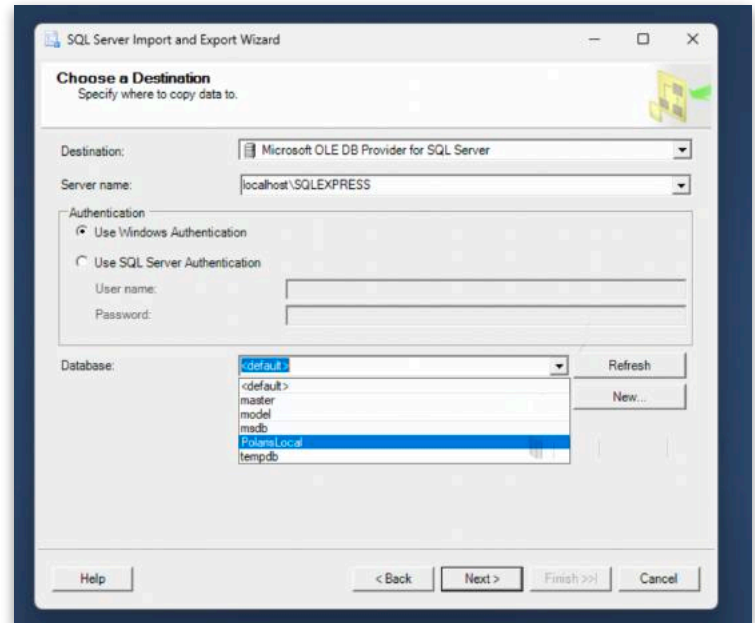 SQL Server Import and Export Wizard
Choose a Destination
Specify where to copy data to.
Destination: Microsoft OLE DB Provider for SQL Server
Server name: localhost\SQLEXPRESS
Authentication
Use Windows Authentication
Use SQL Server Authentication
User name:
Password:
Database: <default> Refresh
<default>
master New...
model
msdb
PolarisLocal
tempdb
Help < Back Next > Finish >>| Cancel